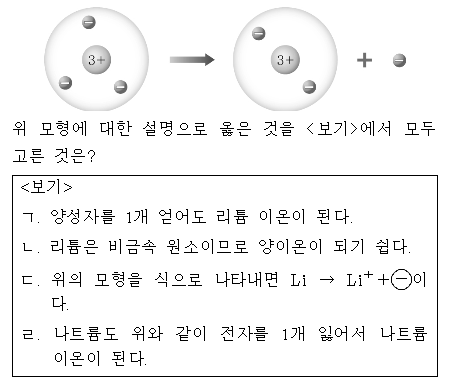 3+ 3+ +
위 모형에 대한 설명으로 옳은 것을 <보기>에서 모두
고른 것은?
<보기>
ㄱ. 양성자를 1개 얻어도 리튬 이온이 된다.
ㄴ. 리튬은 비금속 원소이므로 양이온이 되기 쉽다.
ㄷ. 위의 모형을 식으로 나타내면 Li → Li⁺+⊖이
다.
ㄹ. 나트륨도 위와 같이 전자를 1개 잃어서 나트륨
이온이 된다.